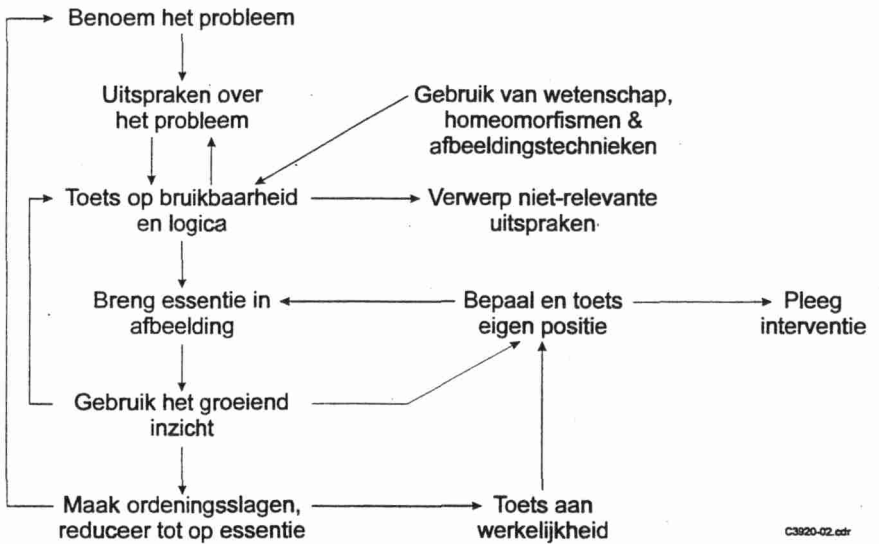 Benoem het probleem
Uitspraken over
het probleem
Gebruik van wetenschap,
homeomorfismen &
afbeeldingstechnieken
Toets op bruikbaarheid
en logica
Verwerp niet-relevante
uitspraken
Breng essentie in
afbeelding
Bepaal en toets
eigen positie
Pleeg
interventie
Gebruik het groeiend
inzicht
Maak ordeningsslagen,
reduceer tot op essentie
Toets aan
werkelijkheid
C3920-02.cdr